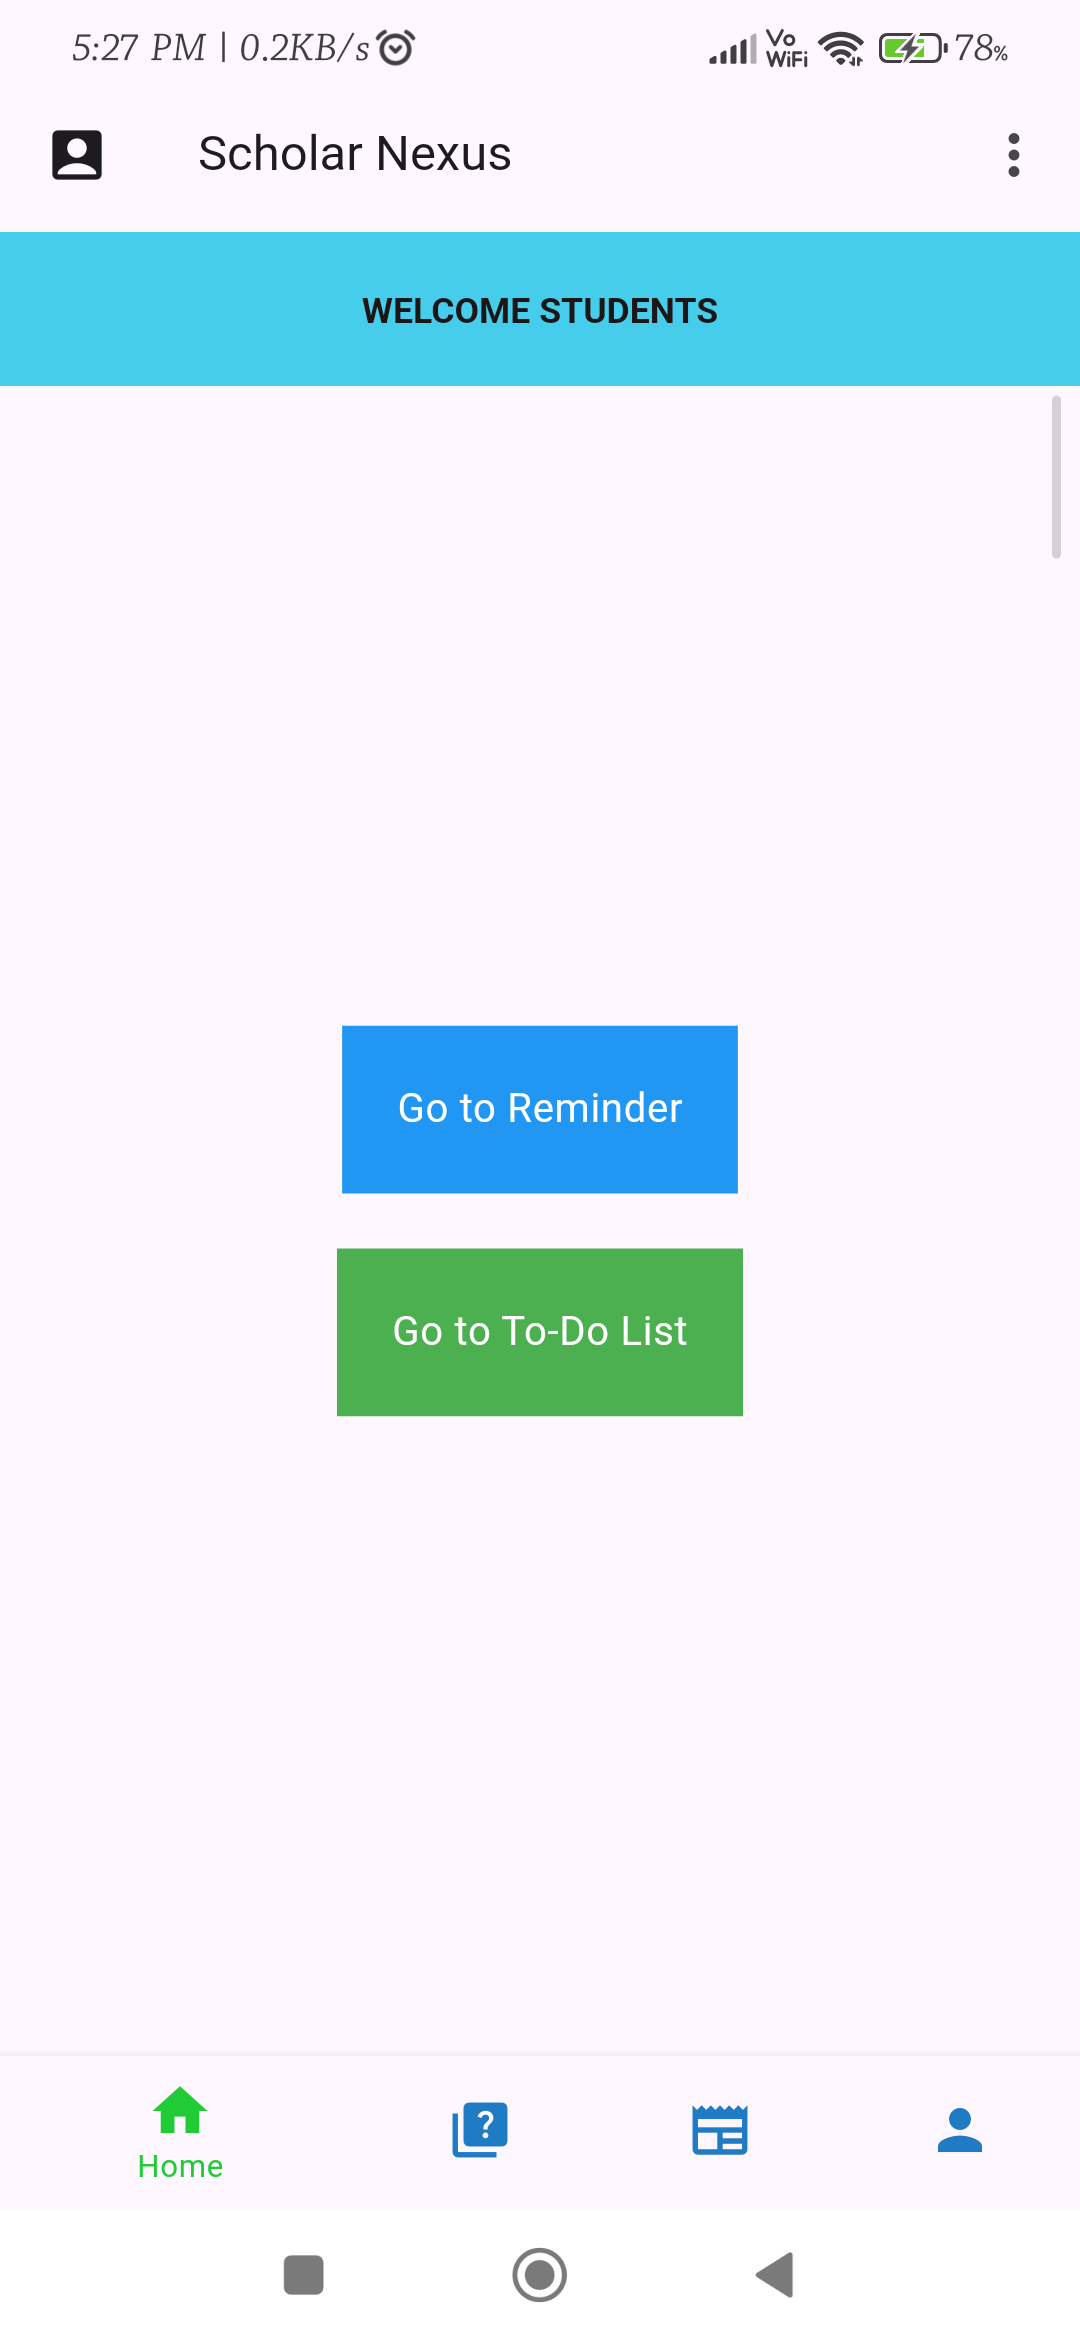 5:27 PM | 0.2KB/s Vo WiFi 78%
Scholar Nexus
WELCOME STUDENTS
Go to Reminder
Go to To-Do List
?
Home